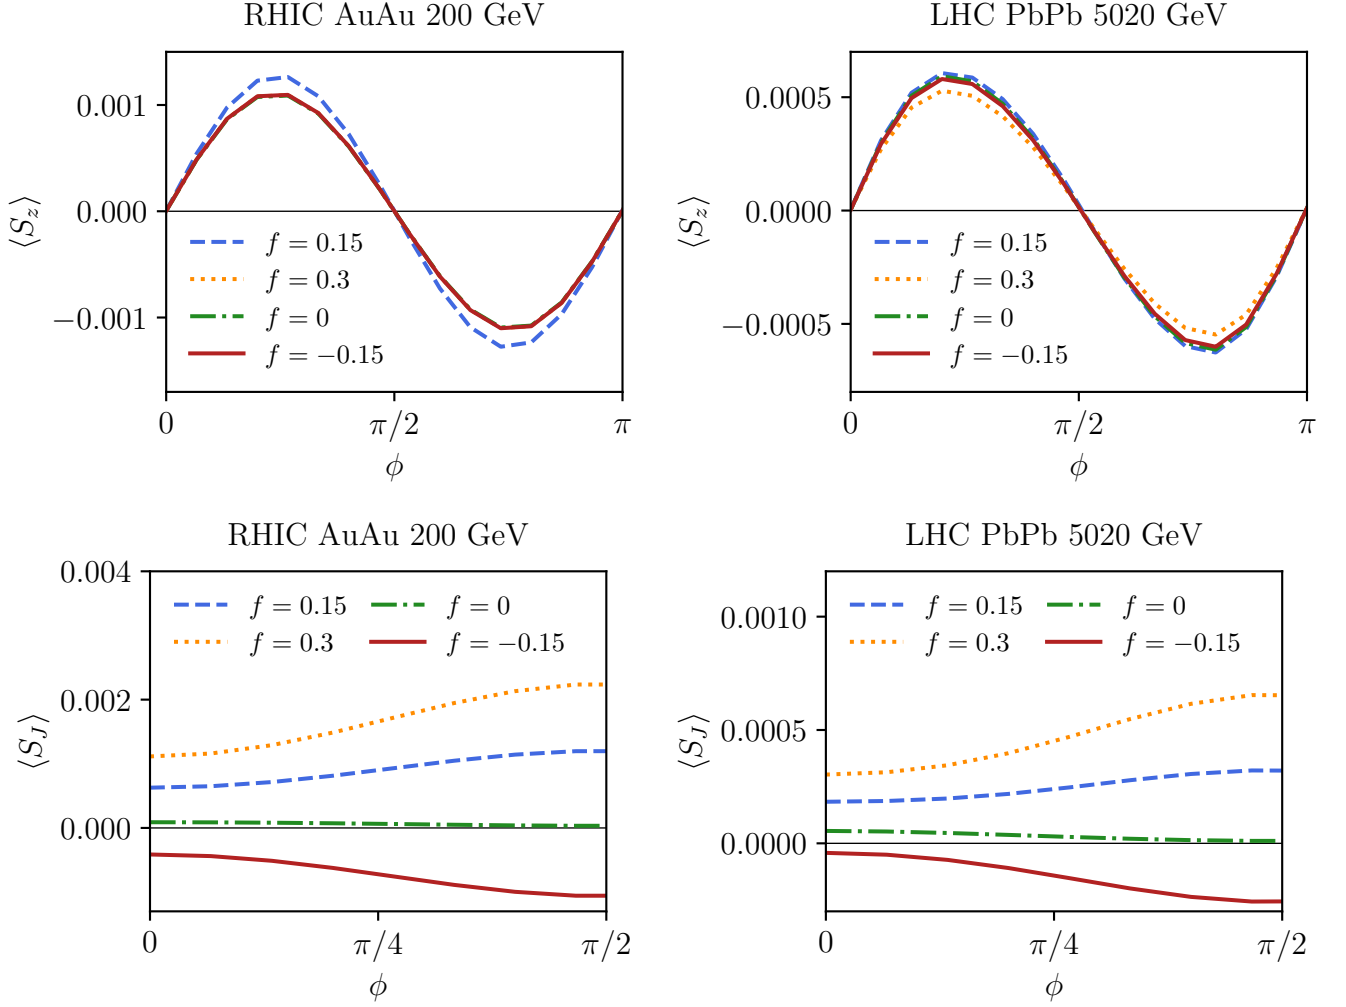 RHIC AuAu 200 GeV
⟨S_z⟩
0.001
0.000
−0.001
f = 0.15
f = 0.3
f = 0
f = −0.15
0 π/2 π
ϕ
LHC PbPb 5020 GeV
⟨S_z⟩
0.0005
0.0000
−0.0005
f = 0.15
f = 0.3
f = 0
f = −0.15
0 π/2 π
ϕ
RHIC AuAu 200 GeV
⟨S_J⟩
0.004
0.002
0.000
f = 0.15 f = 0
f = 0.3 f = −0.15
0 π/4 π/2
ϕ
LHC PbPb 5020 GeV
⟨S_J⟩
0.0010
0.0005
0.0000
f = 0.15 f = 0
f = 0.3 f = −0.15
0 π/4 π/2
ϕ